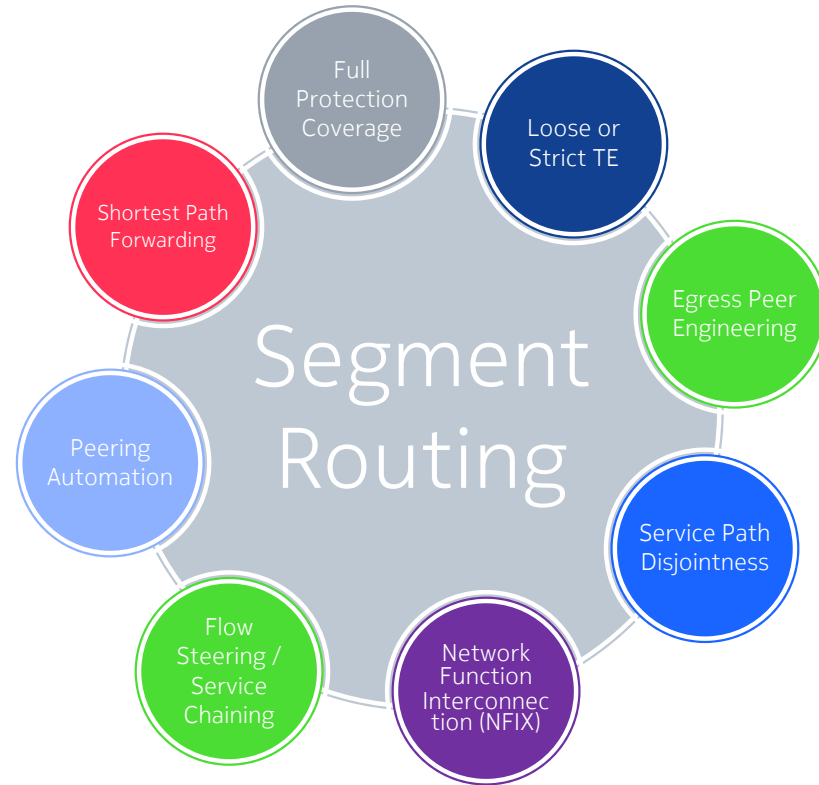 Full
Protection
Coverage
Loose or
Strict TE
Shortest Path
Forwarding
Egress Peer
Engineering
Segment
Routing
Peering
Automation
Service Path
Disjointness
Flow
Steering /
Service
Chaining
Network
Function
Interconnec
tion (NFIX)